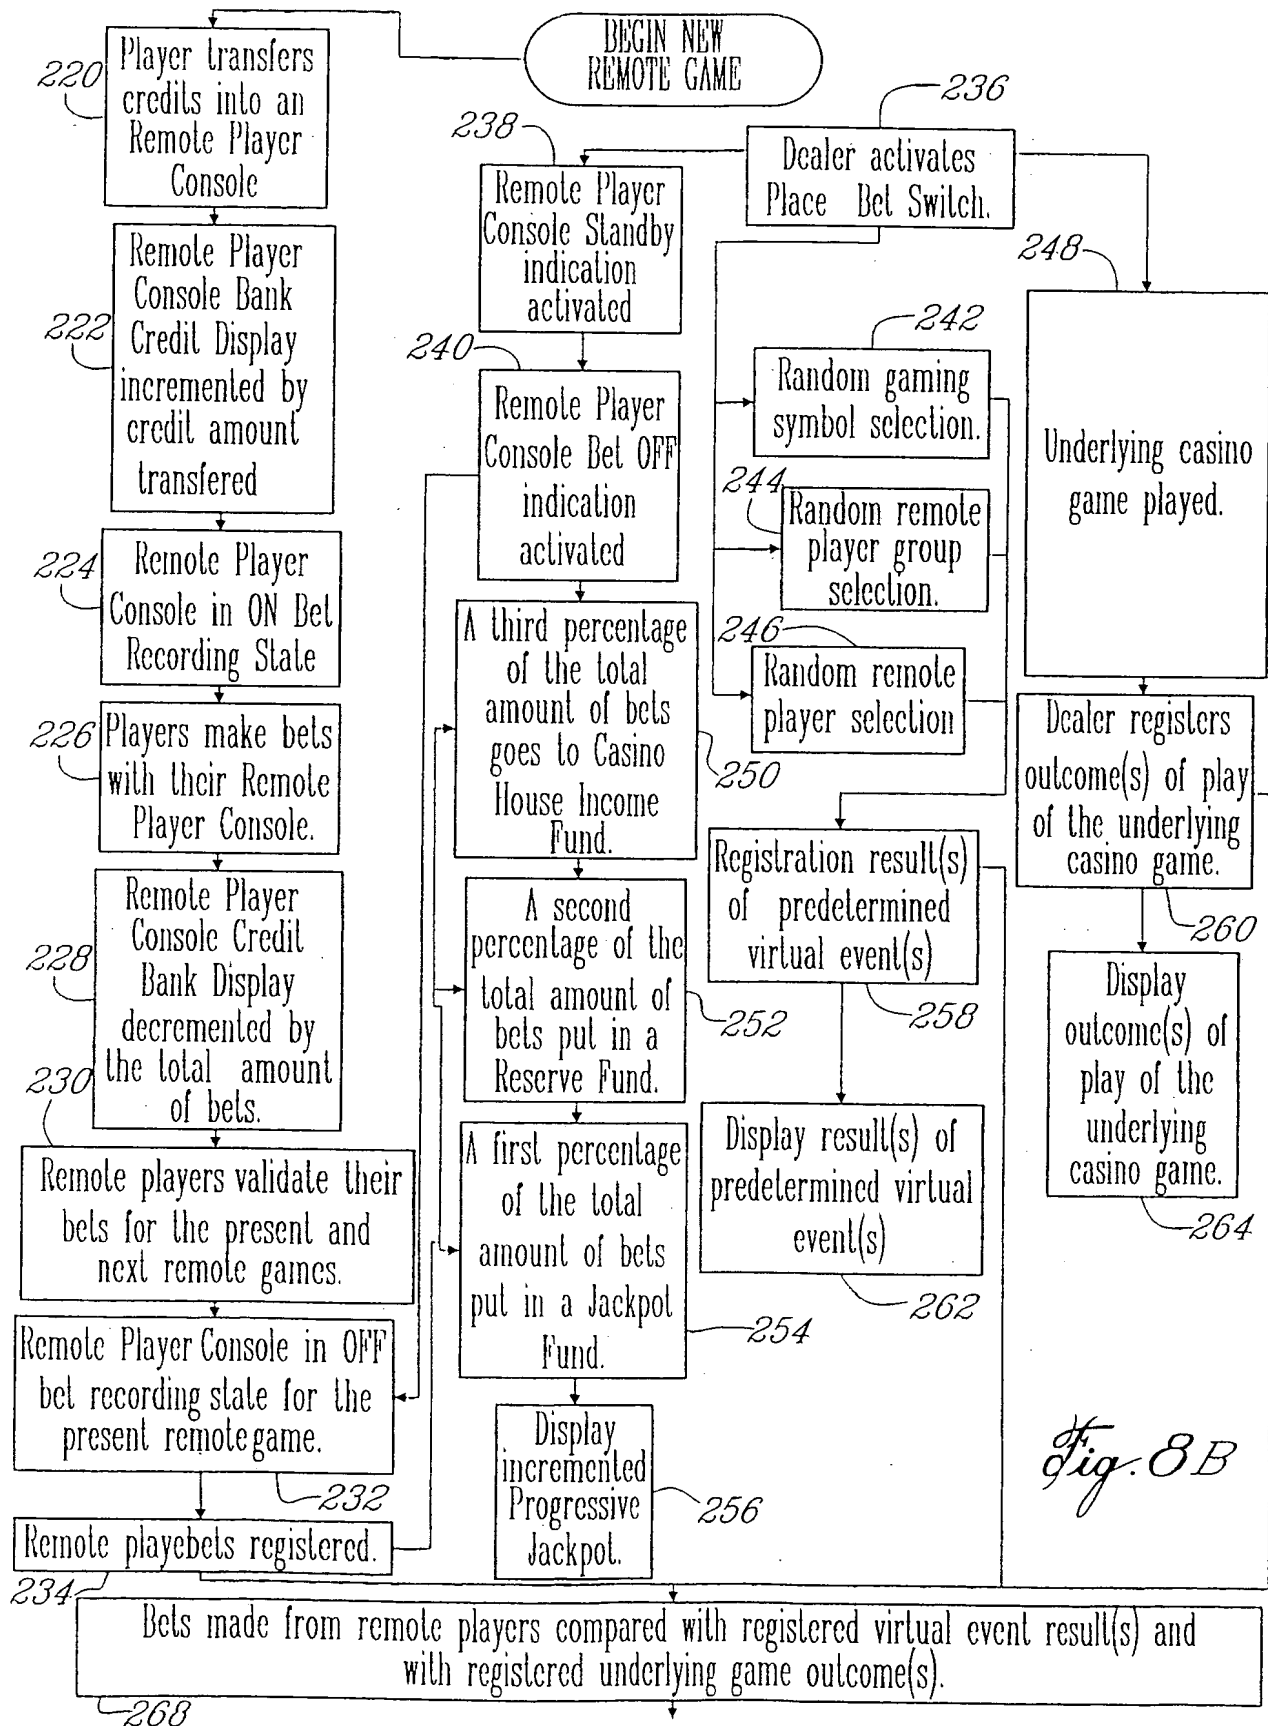 BEGIN NEW
REMOTE GAME
220
Player transfers
credits into an
Remote Player
Console
222
Remote Player
Console Bank
Credit Display
incremented by
credit amount
transfered
224
Remote Player
Console in ON Bet
Recording State
226
Players make bets
with their Remote
Player Console.
228
Remote Player
Console Credit
Bank Display
decremented by
the total amount
of bets.
230
Remote players validate their
bets for the present and
next remote games.
Remote Player Console in OFF
bet recording state for the
present remote game.
232
Remote playebets registered.
234
236
Dealer activates
Place Bet Switch.
238
Remote Player
Console Standby
indication
activated
240
Remote Player
Console Bet OFF
indication
activated
A third percentage
of the total
amount of bets
goes to Casino
House Income
Fund.
250
A second
percentage of the
total amount of
bets put in a
Reserve Fund.
252
A first percentage
of the total
amount of bets
put in a Jackpot
Fund.
254
Display
incremented
Progressive
Jackpot.
256
242
Random gaming
symbol selection.
244
Random remote
player group
selection.
246
Random remote
player selection
Registration result(s)
of predetermined
virtual event(s)
258
Display result(s) of
predetermined virtual
event(s)
262
248
Underlying casino
game played.
Dealer registers
outcome(s) of play
of the underlying
casino game.
260
Display
outcome(s) of
play of the
underlying
casino game.
264
Fig. 8B
Bets made from remote players compared with registered virtual event result(s) and
with registered underlying game outcome(s).
268